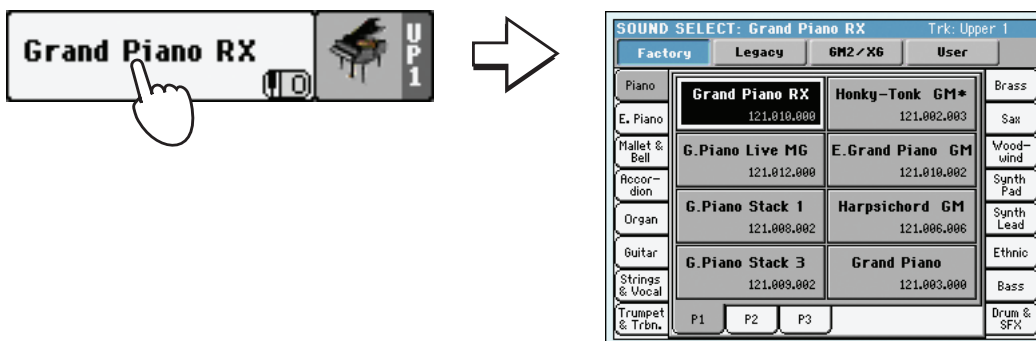 Grand Piano RX
UP1
SOUND SELECT: Grand Piano RX Trk: Upper 1
Factory Legacy GM2/XG User
Piano
E. Piano
Mallet &
Bell
Accor-
dion
Organ
Guitar
Strings
& Vocal
Trumpet
& Trbn.
Grand Piano RX
121.010.000
Honky-Tonk GM*
121.002.003
G.Piano Live MG
121.012.000
E.Grand Piano GM
121.010.002
G.Piano Stack 1
121.008.002
Harpsichord GM
121.006.006
G.Piano Stack 3
121.009.002
Grand Piano
121.003.000
P1 P2 P3
Brass
Sax
Wood-
wind
Synth
Pad
Synth
Lead
Ethnic
Bass
Drum &
SFX